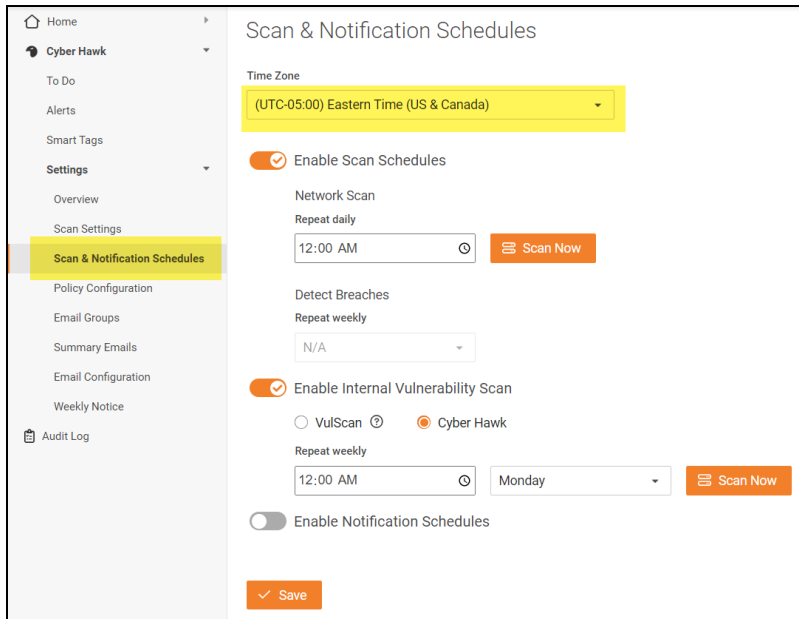 Home
Cyber Hawk
To Do
Alerts
Smart Tags
Settings
Overview
Scan Settings
Scan & Notification Schedules
Policy Configuration
Email Groups
Summary Emails
Email Configuration
Weekly Notice
Audit Log
Scan & Notification Schedules
Time Zone
(UTC-05:00) Eastern Time (US & Canada)
Enable Scan Schedules
Network Scan
Repeat daily
12:00 AM Scan Now
Detect Breaches
Repeat weekly
N/A
Enable Internal Vulnerability Scan
VulScan ? Cyber Hawk
Repeat weekly
12:00 AM Monday Scan Now
Enable Notification Schedules
Save